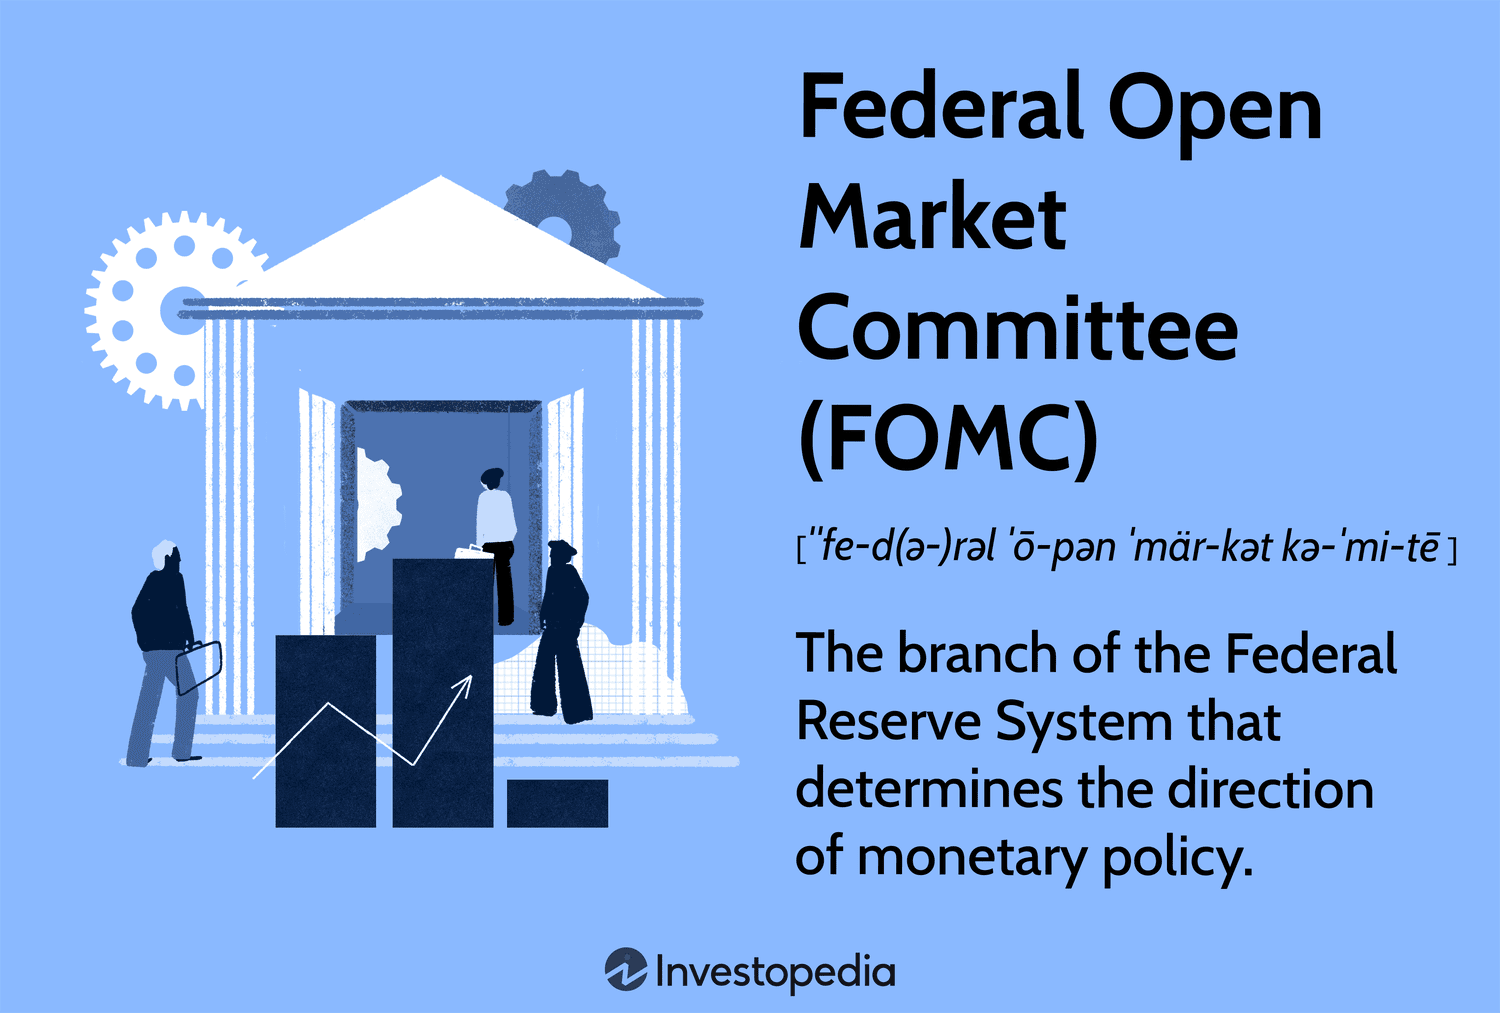 Federal Open
Market
Committee
(FOMC)
[ˈˈfe-d(ə-)rəl ˈō-pən ˈmär-kət kə-ˈmi-tē ]
The branch of the Federal
Reserve System that
determines the direction
of monetary policy.
Investopedia